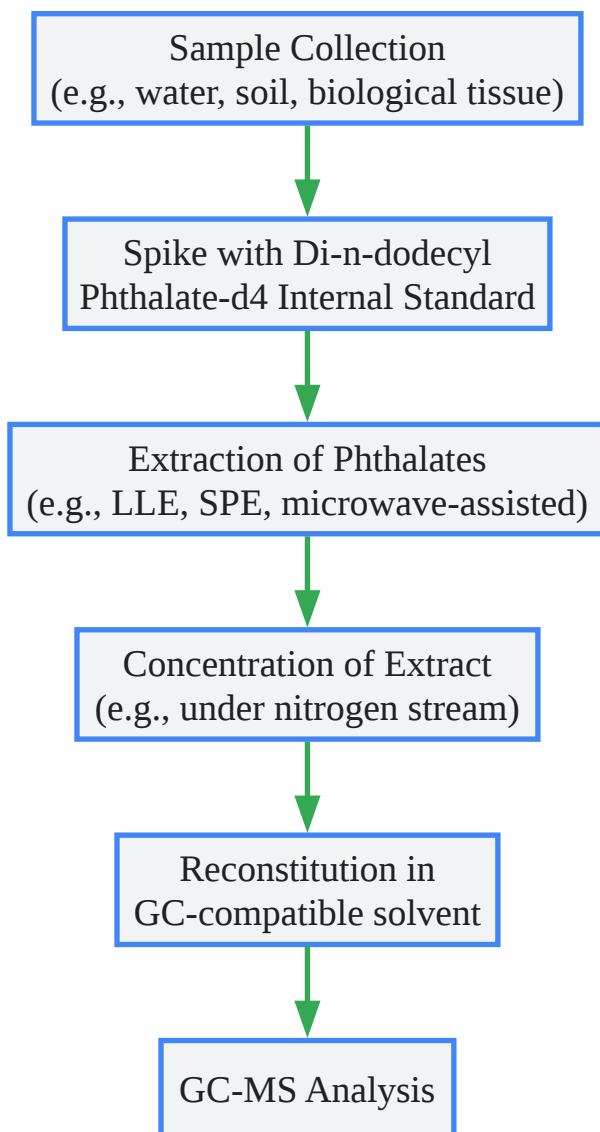 Sample Collection
(e.g., water, soil, biological tissue)
Spike with Di-n-dodecyl
Phthalate-d4 Internal Standard
Extraction of Phthalates
(e.g., LLE, SPE, microwave-assisted)
Concentration of Extract
(e.g., under nitrogen stream)
Reconstitution in
GC-compatible solvent
GC-MS Analysis